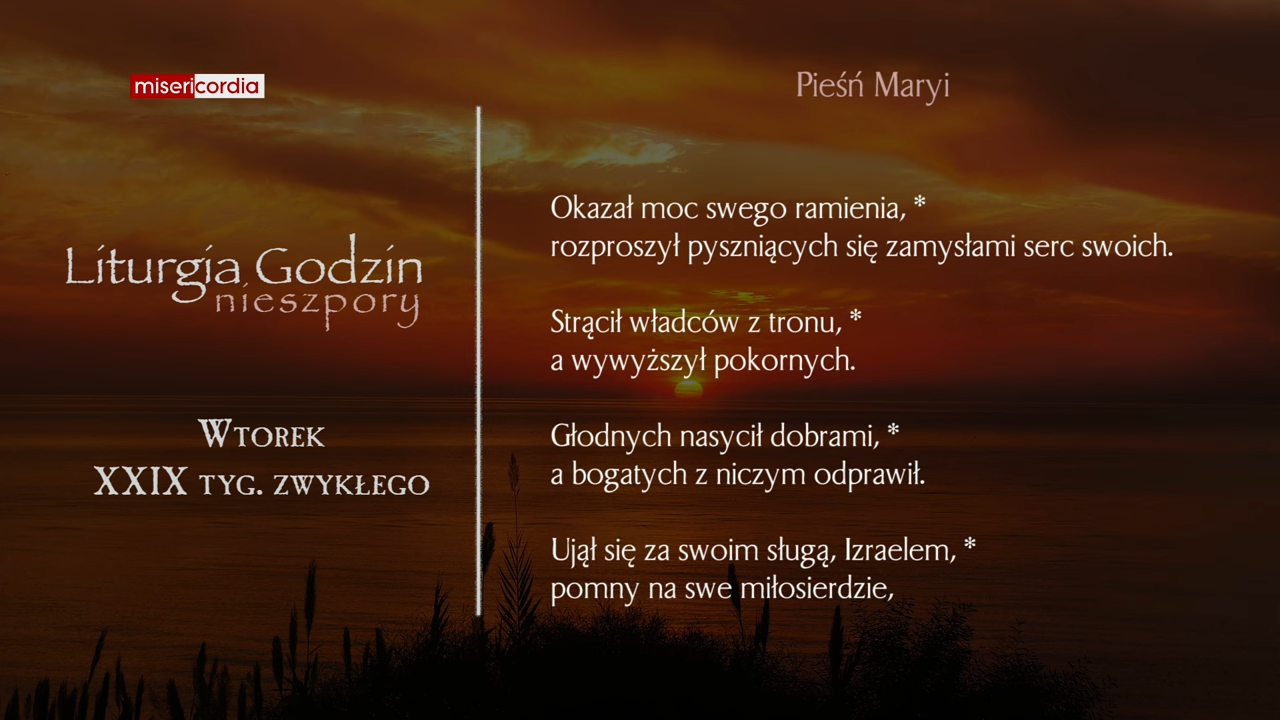 misericordia
Pieśń Maryi
Liturgia Godzin
nieszpory
Wtorek
XXIX tyg. zwykłego
Okazał moc swego ramienia, *
rozproszył pyszniących się zamysłami serc swoich.
Strącił władców z tronu, *
a wywyższył pokornych.
Głodnych nasycił dobrami, *
a bogatych z niczym odprawił.
Ujął się za swoim sługą, Izraelem, *
pomny na swe miłosierdzie,